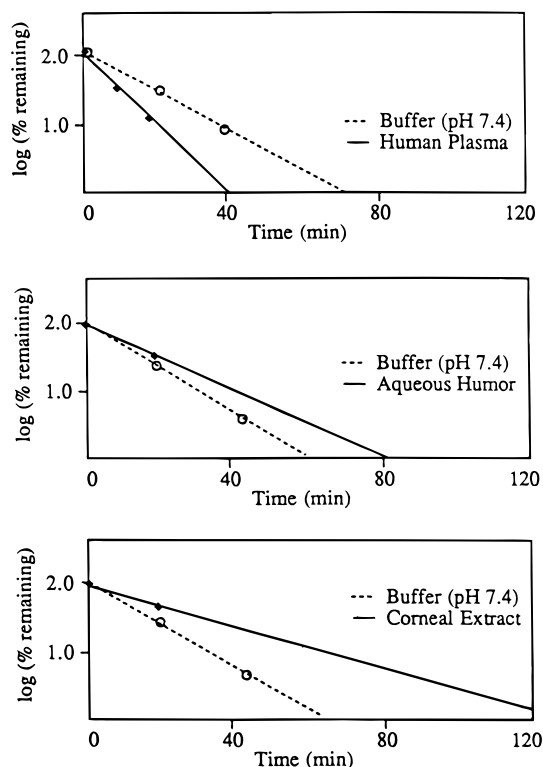 log (% remaining)
2.0
1.0
Buffer (pH 7.4)
Human Plasma
0 40 80 120
Time (min)
log (% remaining)
2.0
1.0
Buffer (pH 7.4)
Aqueous Humor
0 40 80 120
Time (min)
log (% remaining)
2.0
1.0
Buffer (pH 7.4)
Corneal Extract
0 40 80 120
Time (min)